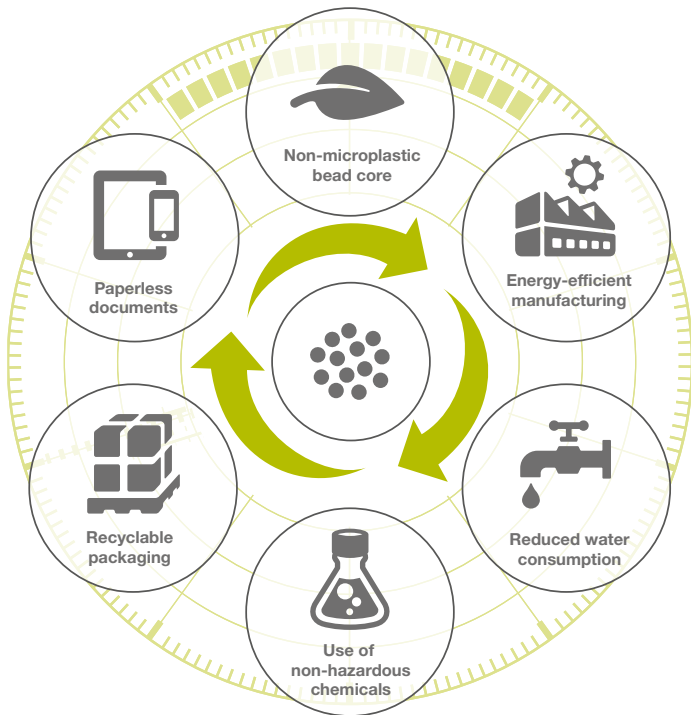 Non-microplastic
bead core
Energy-efficient
manufacturing
Reduced water
consumption
Use of
non-hazardous
chemicals
Recyclable
packaging
Paperless
documents